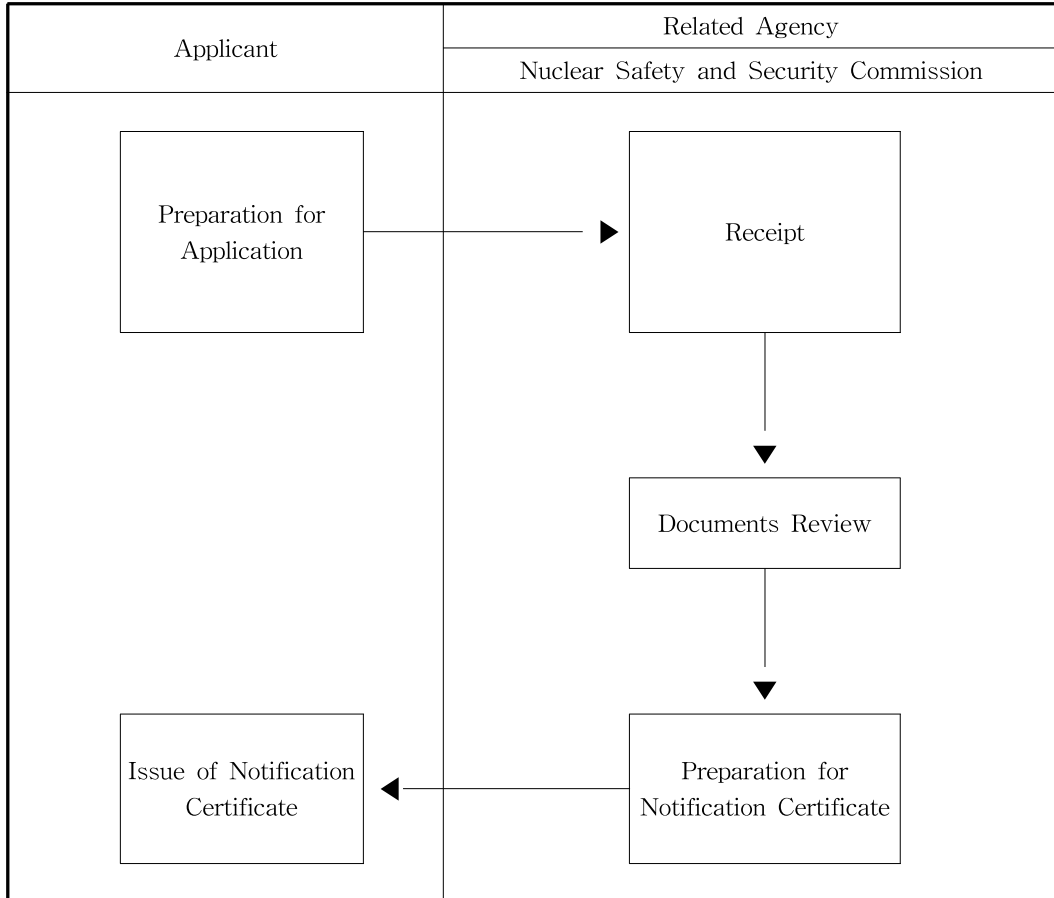 Applicant
Related Agency
Nuclear Safety and Security Commission
Preparation for
Application
Receipt
Documents Review
Issue of Notification
Certificate
Preparation for
Notification Certificate